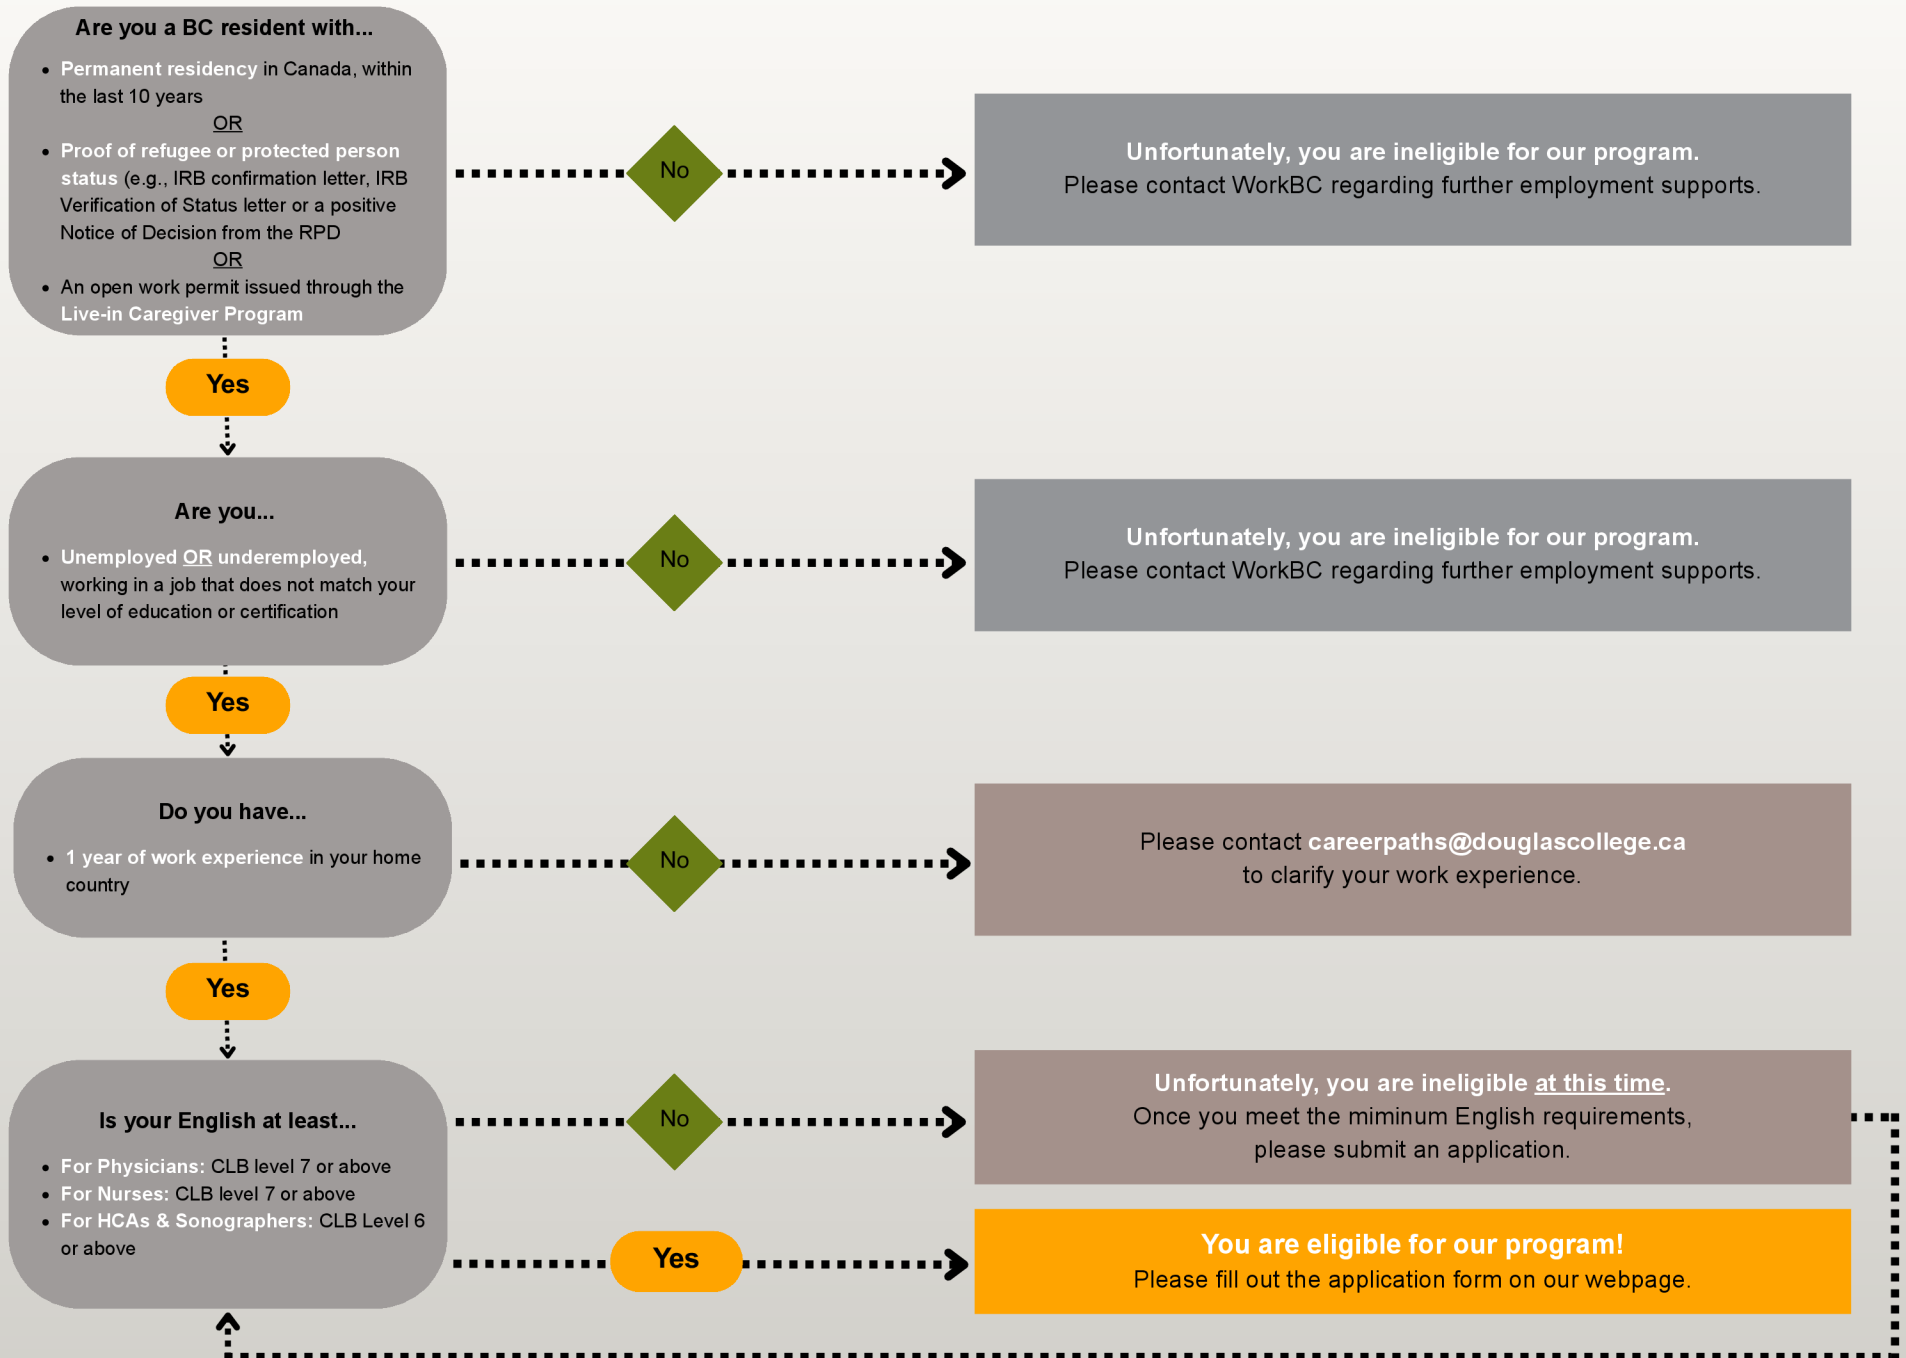 Are you a BC resident with...
• Permanent residency in Canada, within
the last 10 years
OR
• Proof of refugee or protected person
status (e.g., IRB confirmation letter, IRB
Verification of Status letter or a positive
Notice of Decision from the RPD
OR
• An open work permit issued through the
Live-in Caregiver Program
No
Unfortunately, you are ineligible for our program.
Please contact WorkBC regarding further employment supports.
Yes
Are you...
• Unemployed OR underemployed,
working in a job that does not match your
level of education or certification
No
Unfortunately, you are ineligible for our program.
Please contact WorkBC regarding further employment supports.
Yes
Do you have...
• 1 year of work experience in your home
country
No
Please contact careerpaths@douglascollege.ca
to clarify your work experience.
Yes
Is your English at least...
• For Physicians: CLB level 7 or above
• For Nurses: CLB level 7 or above
• For HCAs & Sonographers: CLB Level 6
or above
No
Unfortunately, you are ineligible at this time.
Once you meet the miminum English requirements,
please submit an application.
Yes
You are eligible for our program!
Please fill out the application form on our webpage.